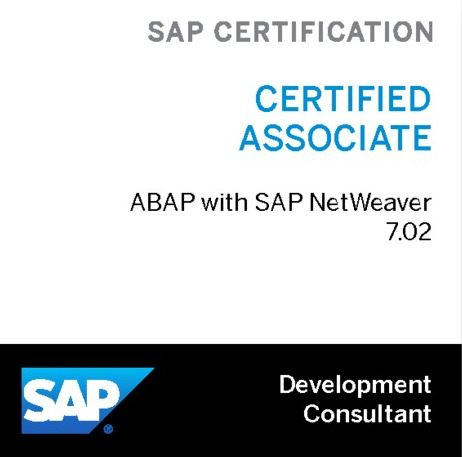 SAP CERTIFICATION
CERTIFIED
ASSOCIATE
ABAP with SAP NetWeaver
7.02
SAP®
Development
Consultant